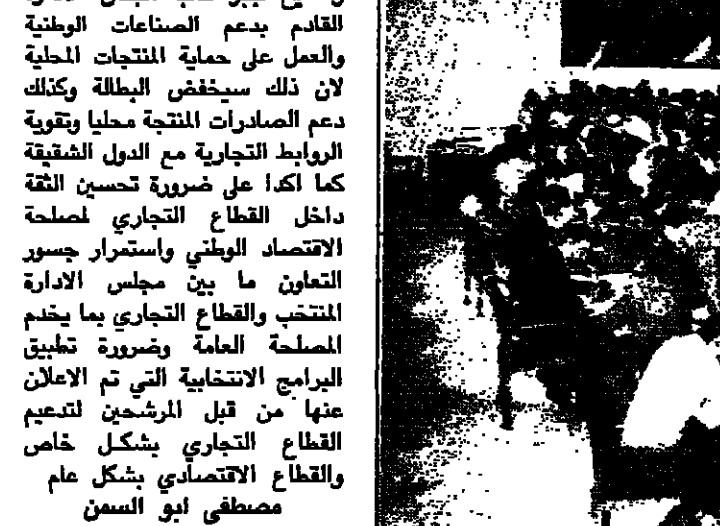 القادم بدعم الصناعات الوطنية
والعمل على حماية المنتجات المحلية
لان ذلك سيخفض البطالة وكذلك
دعم الصادرات المنتجة محليا وتقوية
الروابط التجارية مع الدول الشقيقة
كما اكدا على ضرورة تحسين الثقة
داخل القطاع التجاري لمصلحة
الاقتصاد الوطني واستمرار جسور
التعاون ما بين مجلس الادارة
المنتخب والقطاع التجاري بما يخدم
المصلحة العامة وضرورة تطبيق
البرامج الانتخابية التي تم الاعلان
عنها من قبل المرشحين لتدعيم
القطاع التجاري بشكل خاص
والقطاع الاقتصادي بشكل عام
مصطفى ابو السمن